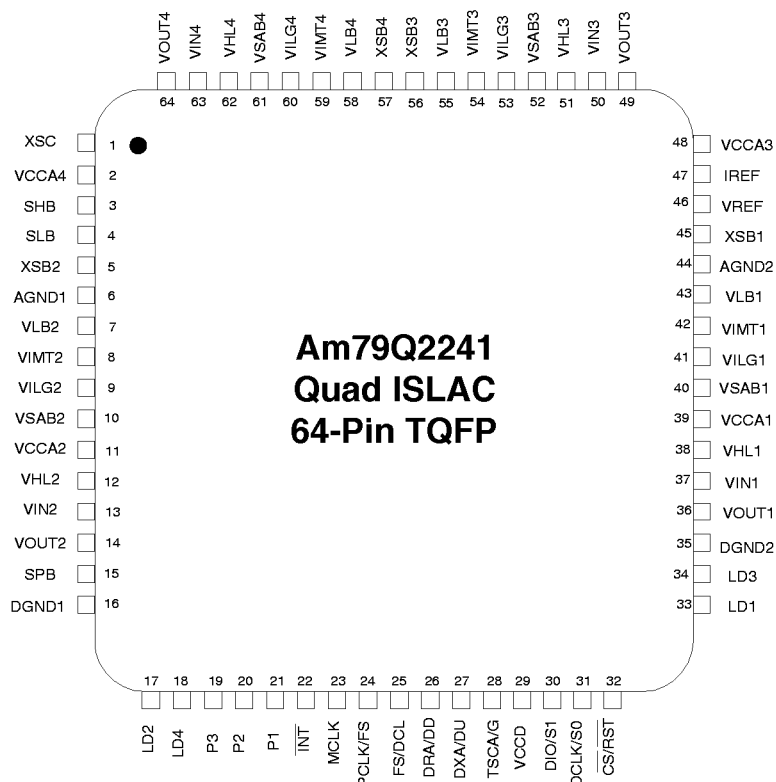 VOUT4 VIN4 VHL4 VSAB4 VILG4 VIMT4 VLB4 XSB4 XSB3 VLB3 VIMT3 VILG3 VSAB3 VHL3 VIN3 VOUT3
64 63 62 61 60 59 58 57 56 55 54 53 52 51 50 49
XSC 1 48 VCCA3
VCCA4 2 47 IREF
SHB 3 46 VREF
SLB 4 45 XSB1
XSB2 5 44 AGND2
AGND1 6 43 VLB1
VLB2 7 42 VIMT1
VIMT2 8 41 VILG1
VILG2 9 40 VSAB1
VSAB2 10 39 VCCA1
VCCA2 11 38 VHL1
VHL2 12 37 VIN1
VIN2 13 36 VOUT1
VOUT2 14 35 DGND2
SPB 15 34 LD3
DGND1 16 33 LD1
Am79Q2241
Quad ISLAC
64-Pin TQFP
17 18 19 20 21 22 23 24 25 26 27 28 29 30 31 32
LD2 LD4 P3 P2 P1 INT MCLK PCLK/FS FS/DCL DRA/DD DXA/DU TSCA/G VCCD DIO/S1 DCLK/S0 CS/RST